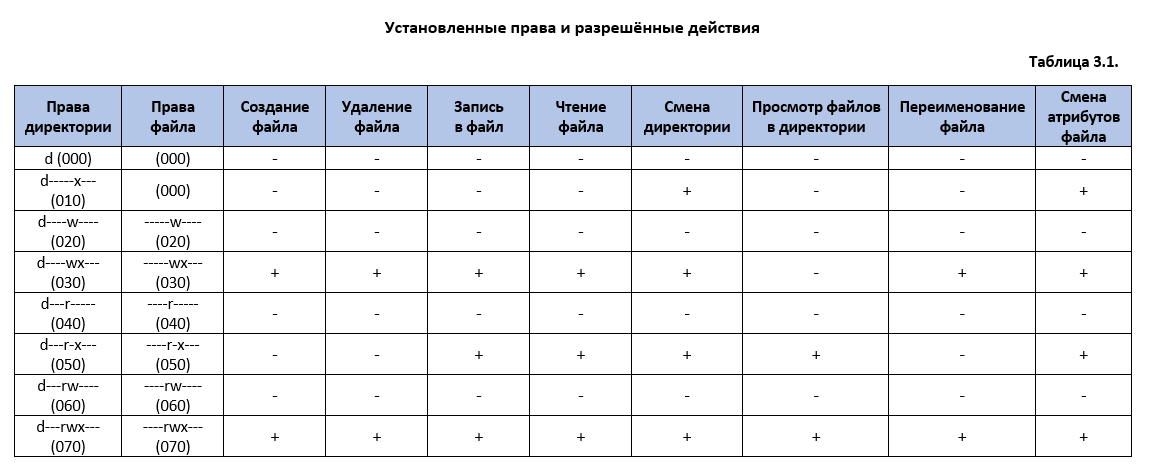 Установленные права и разрешённые действия
Таблица 3.1.
Права директории Права файла Создание файла Удаление файла Запись в файл Чтение файла Смена директории Просмотр файлов в директории Переименование файла Смена атрибутов файла
d (000) (000) - - - - - - - -
d-----x--- (010) (000) - - - - + - - +
d----w---- (020) -----w---- (020) - - - - - - - -
d----wx--- (030) -----wx--- (030) + + + + + - + +
d---r----- (040) ----r----- (040) - - - - - - - -
d---r-x--- (050) ----r-x--- (050) - - + + + + - +
d---rw---- (060) ----rw---- (060) - - - - - - - -
d---rwx--- (070) ----rwx--- (070) + + + + + + + +